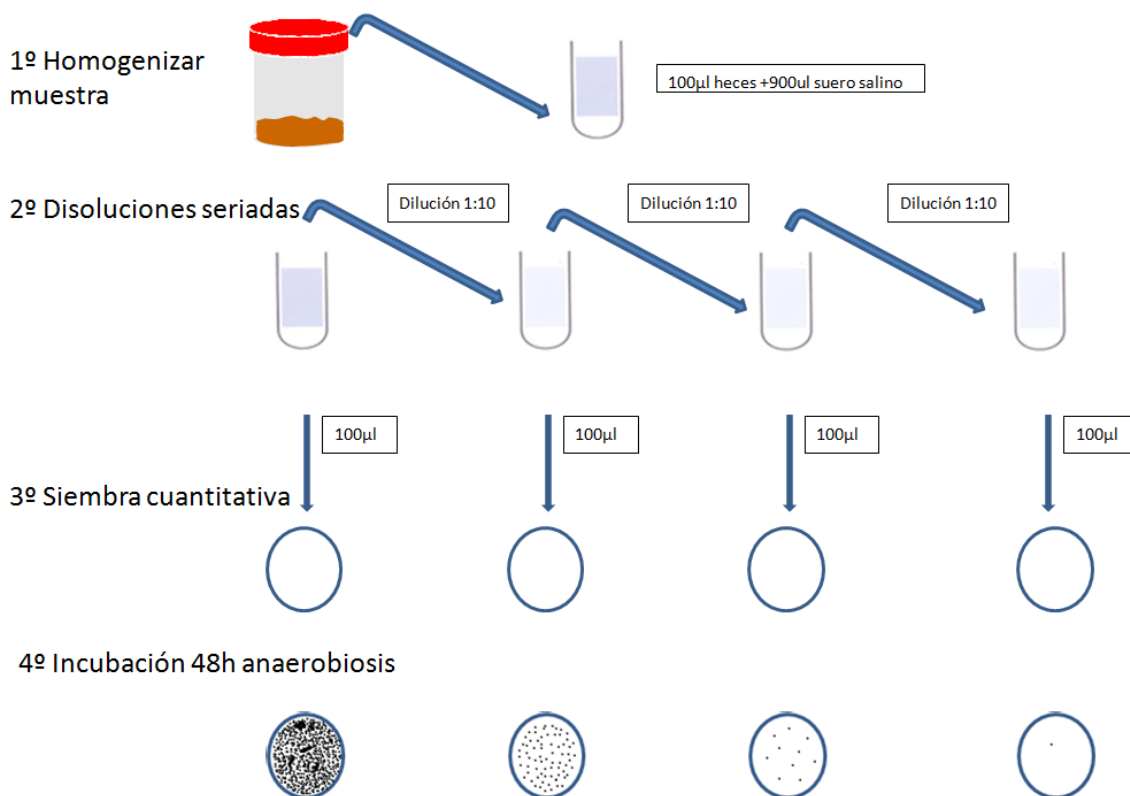 1º Homogenizar
muestra
100µl heces +900ul suero salino
2º Disoluciones seriadas
Dilución 1:10
Dilución 1:10
Dilución 1:10
100µl
100µl
100µl
100µl
3º Siembra cuantitativa
4º Incubación 48h anaerobiosis